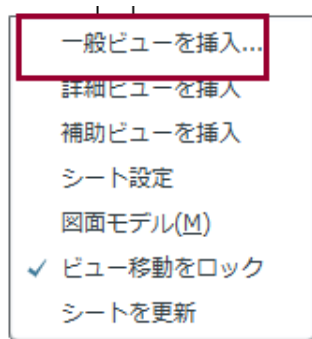 一般ビューを挿入...
詳細ビューを挿入
補助ビューを挿入
シート設定
図面モデル(M)
ビュー移動をロック
シートを更新